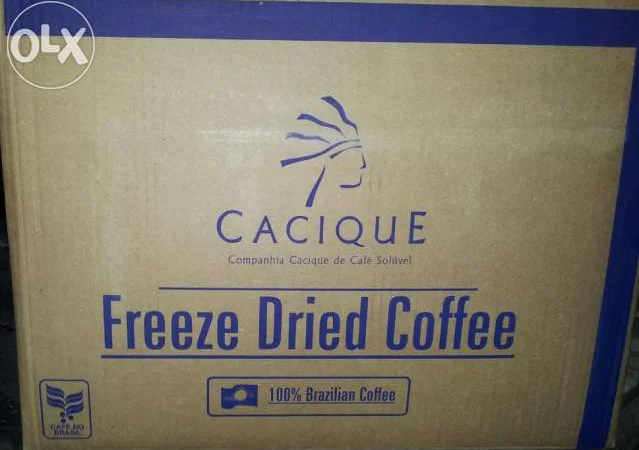 OLX
CACIQUE
Companhia Cacique de Café Solúvel
Freeze Dried Coffee
100% Brazilian Coffee
CAFÉ DO
BRASIL